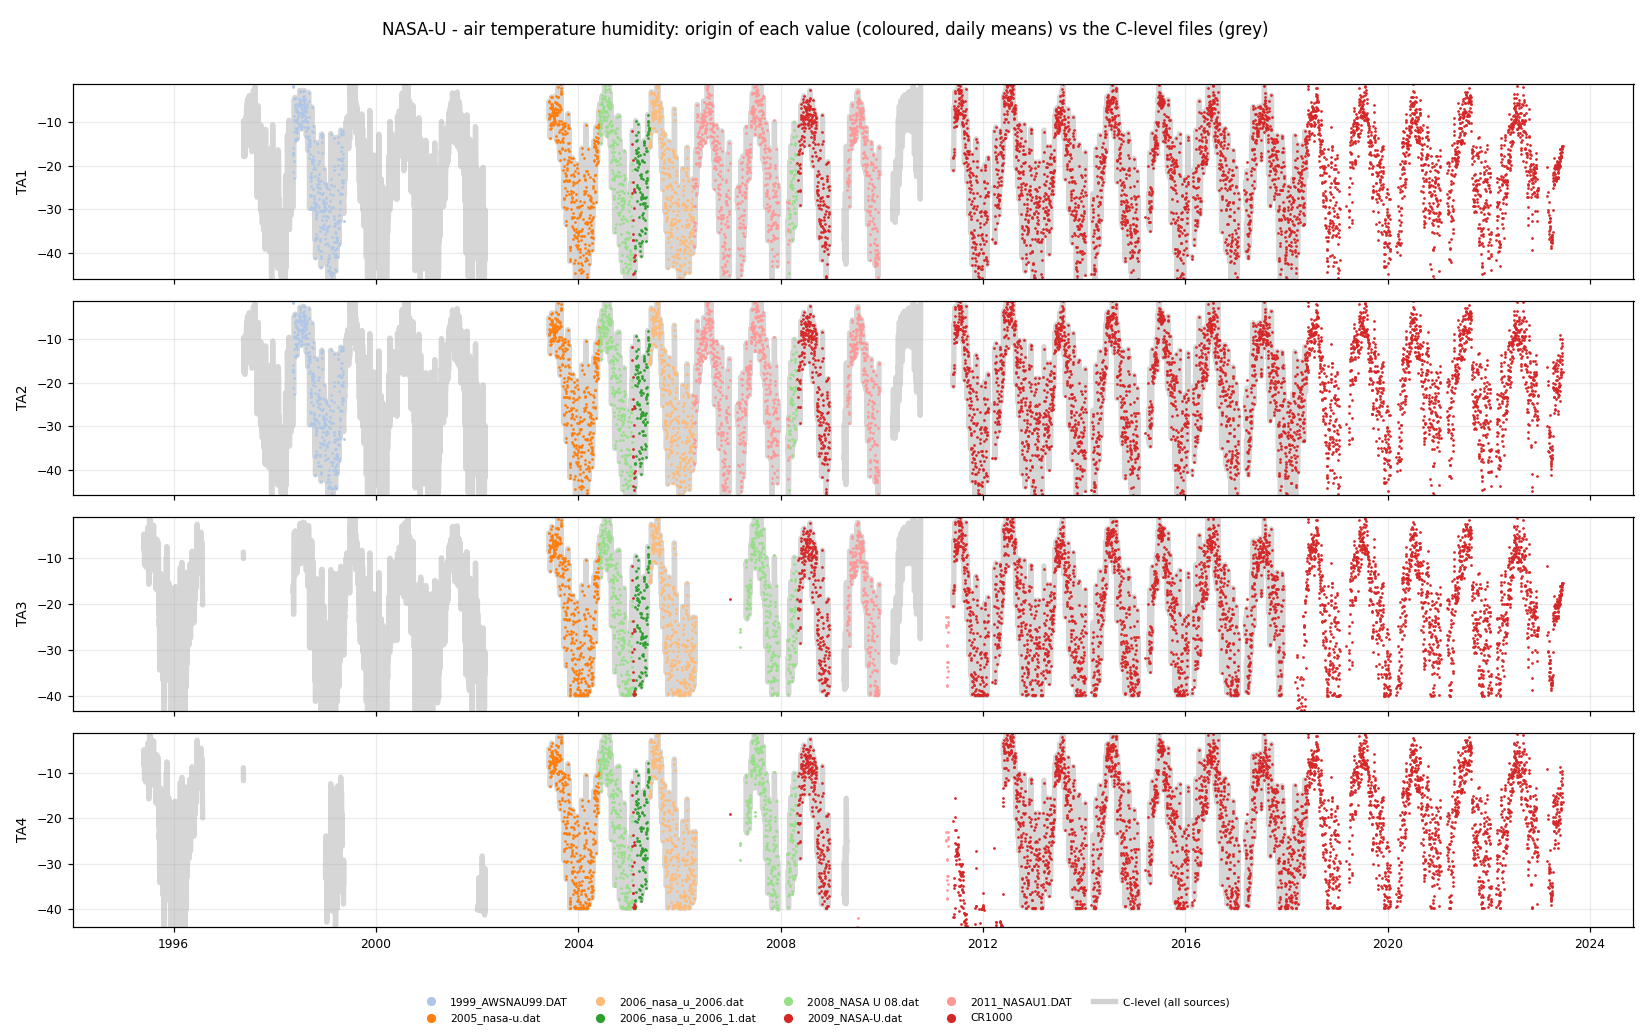 NASA-U - air temperature humidity: origin of each value (coloured, daily means) vs the C-level files (grey)
TA1
−10
−20
−30
−40
TA2
−10
−20
−30
−40
TA3
−10
−20
−30
−40
TA4
−10
−20
−30
−40
1996 2000 2004 2008 2012 2016 2020 2024
1999_AWSNAU99.DAT 2006_nasa_u_2006.dat 2008_NASA U 08.dat 2011_NASAU1.DAT C-level (all sources)
2005_nasa-u.dat 2006_nasa_u_2006_1.dat 2009_NASA-U.dat CR1000